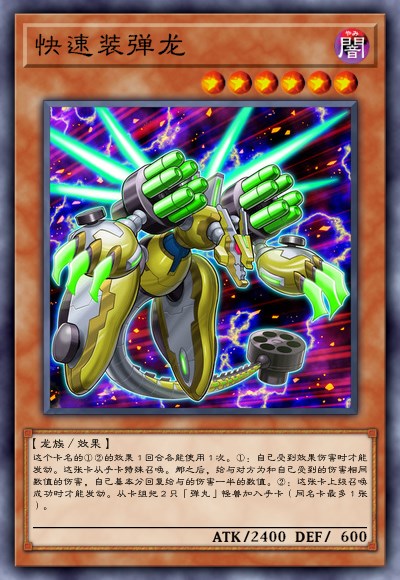 快速装弹龙
やみ
闇
【龙族／效果】
这个卡名的①②的效果1回合各能使用1次。①：自己受到效果伤害时才能
发动。这张卡从手卡特殊召唤。那之后，给与对方为和自己受到的伤害相同
数值的伤害，自己基本分回复给与的伤害一半的数值。②：这张卡上级召唤
成功时才能发动。从卡组把2只「弹丸」怪兽加入手卡（同名卡最多1张
）。
ATK/2400 DEF/ 600